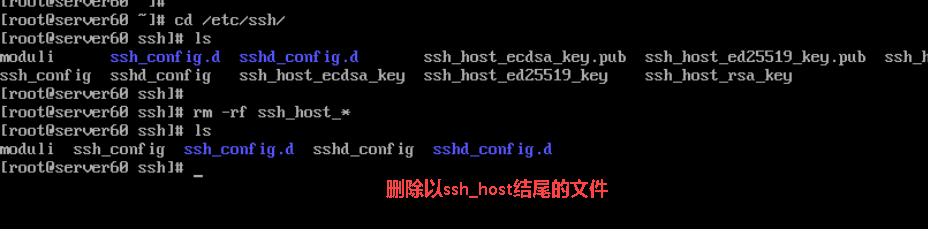 [root@server60 ~]#
[root@server60 ~]# cd /etc/ssh/
[root@server60 ssh]# ls
moduli ssh_config.d sshd_config.d ssh_host_ecdsa_key.pub ssh_host_ed25519_key.pub ssh_h
ssh_config sshd_config ssh_host_ecdsa_key ssh_host_ed25519_key ssh_host_rsa_key
[root@server60 ssh]#
[root@server60 ssh]# rm -rf ssh_host_*
[root@server60 ssh]# ls
moduli ssh_config ssh_config.d sshd_config sshd_config.d
[root@server60 ssh]# _
删除以ssh_host结尾的文件